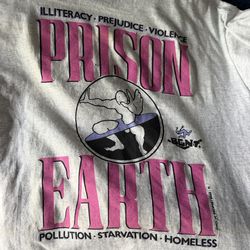 ILLITERACY · PREJUDICE · VIOLENCE
PRISON
EARTH
POLLUTION · STARVATION · HOMELESS